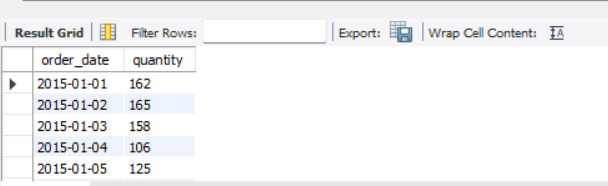 Result Grid Filter Rows: Export: Wrap Cell Content: IA
order_date quantity
2015-01-01 162
2015-01-02 165
2015-01-03 158
2015-01-04 106
2015-01-05 125